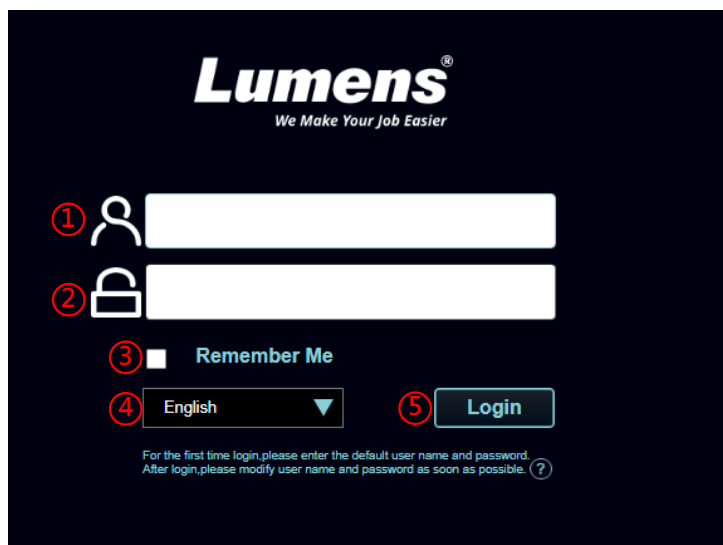 Lumens®
We Make Your Job Easier
①
②
③ Remember Me
④ English
⑤ Login
For the first time login,please enter the default user name and password.
After login,please modify user name and password as soon as possible. ?